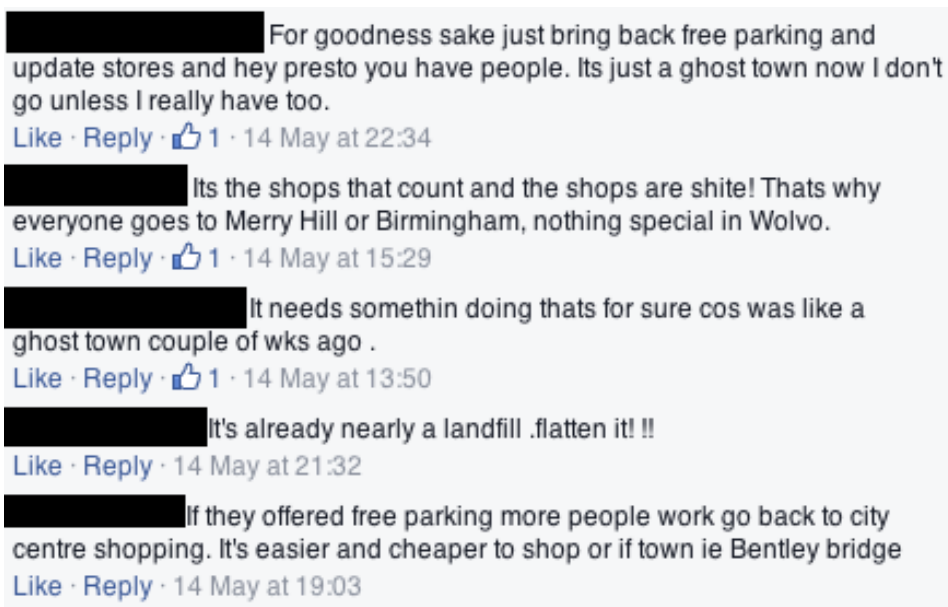 For goodness sake just bring back free parking and
update stores and hey presto you have people. Its just a ghost town now I don't
go unless I really have too.
Like · Reply · 1 · 14 May at 22:34
Its the shops that count and the shops are shite! Thats why
everyone goes to Merry Hill or Birmingham, nothing special in Wolvo.
Like · Reply · 1 · 14 May at 15:29
It needs somethin doing thats for sure cos was like a
ghost town couple of wks ago .
Like · Reply · 1 · 14 May at 13:50
It's already nearly a landfill .flatten it! !!
Like · Reply · 14 May at 21:32
If they offered free parking more people work go back to city
centre shopping. It's easier and cheaper to shop or if town ie Bentley bridge
Like · Reply · 14 May at 19:03